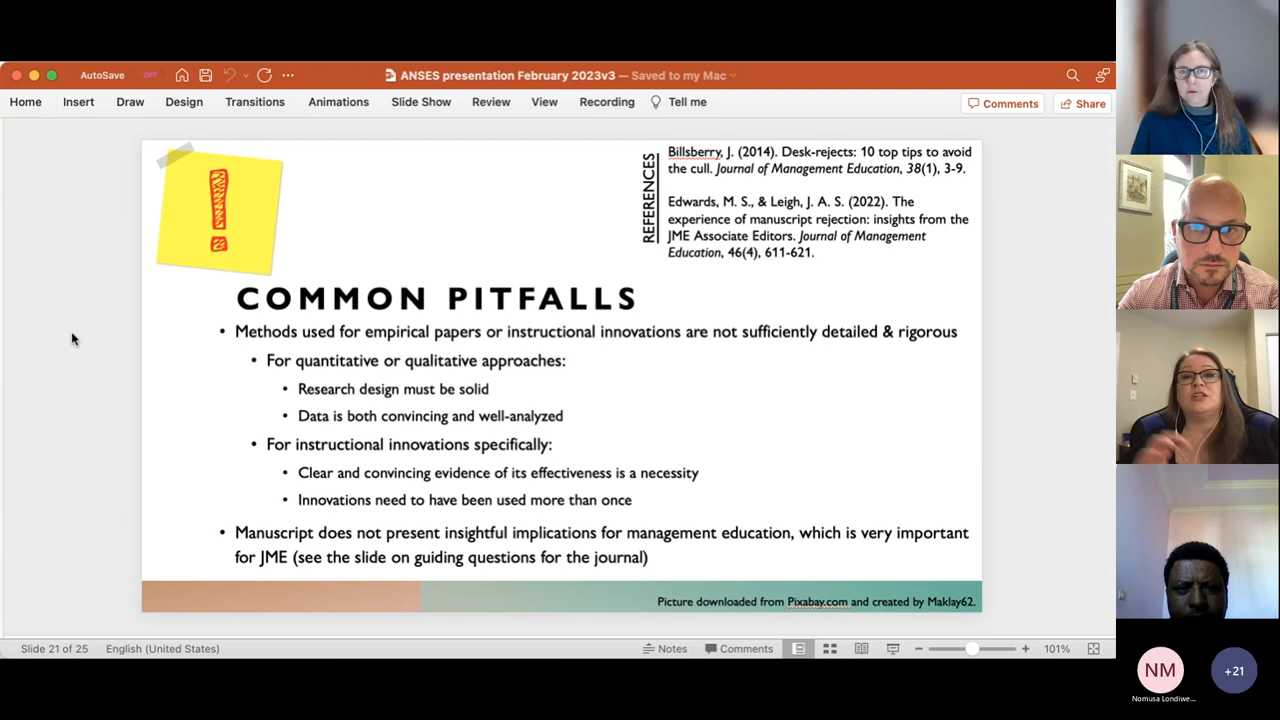 AutoSave OFF
ANSES presentation February 2023v3 — Saved to my Mac
Home Insert Draw Design Transitions Animations Slide Show Review View Recording Tell me
Comments Share
REFERENCES
Billsberry, J. (2014). Desk-rejects: 10 top tips to avoid
the cull. Journal of Management Education, 38(1), 3-9.
Edwards, M. S., & Leigh, J. A. S. (2022). The
experience of manuscript rejection: insights from the
JME Associate Editors. Journal of Management
Education, 46(4), 611-621.
!
COMMON PITFALLS
• Methods used for empirical papers or instructional innovations are not sufficiently detailed & rigorous
• For quantitative or qualitative approaches:
• Research design must be solid
• Data is both convincing and well-analyzed
• For instructional innovations specifically:
• Clear and convincing evidence of its effectiveness is a necessity
• Innovations need to have been used more than once
• Manuscript does not present insightful implications for management education, which is very important
for JME (see the slide on guiding questions for the journal)
Picture downloaded from Pixabay.com and created by Maklay62.
Slide 21 of 25 English (United States)
Notes Comments 101%
NM
Nomusa Londiwe...
+21